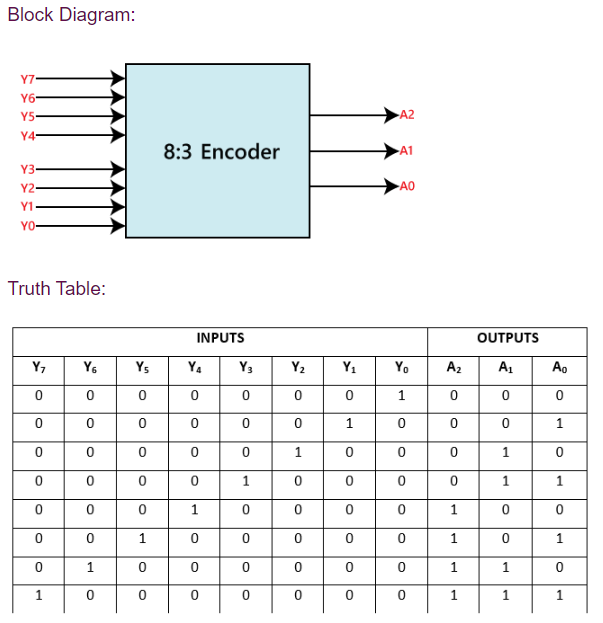 Block Diagram:
Y7
Y6
Y5
Y4
Y3
Y2
Y1
Y0
8:3 Encoder
A2
A1
A0
Truth Table:
INPUTS OUTPUTS
Y₇ Y₆ Y₅ Y₄ Y₃ Y₂ Y₁ Y₀ A₂ A₁ A₀
0 0 0 0 0 0 0 1 0 0 0
0 0 0 0 0 0 1 0 0 0 1
0 0 0 0 0 1 0 0 0 1 0
0 0 0 0 1 0 0 0 0 1 1
0 0 0 1 0 0 0 0 1 0 0
0 0 1 0 0 0 0 0 1 0 1
0 1 0 0 0 0 0 0 1 1 0
1 0 0 0 0 0 0 0 1 1 1